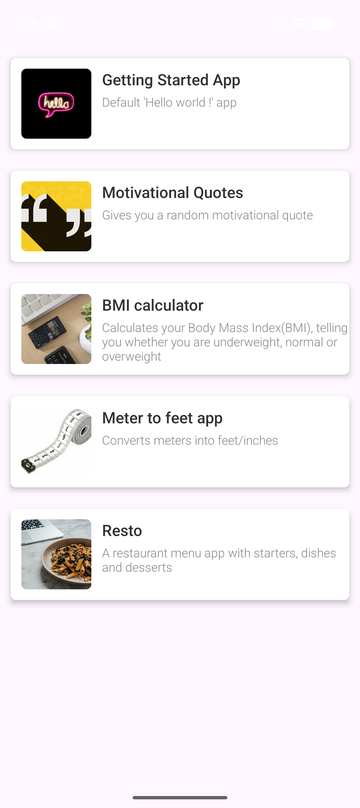 hello
Getting Started App
Default 'Hello world !' app
Motivational Quotes
Gives you a random motivational quote
BMI calculator
Calculates your Body Mass Index(BMI), telling
you whether you are underweight, normal or
overweight
Meter to feet app
Converts meters into feet/inches
Resto
A restaurant menu app with starters, dishes
and desserts